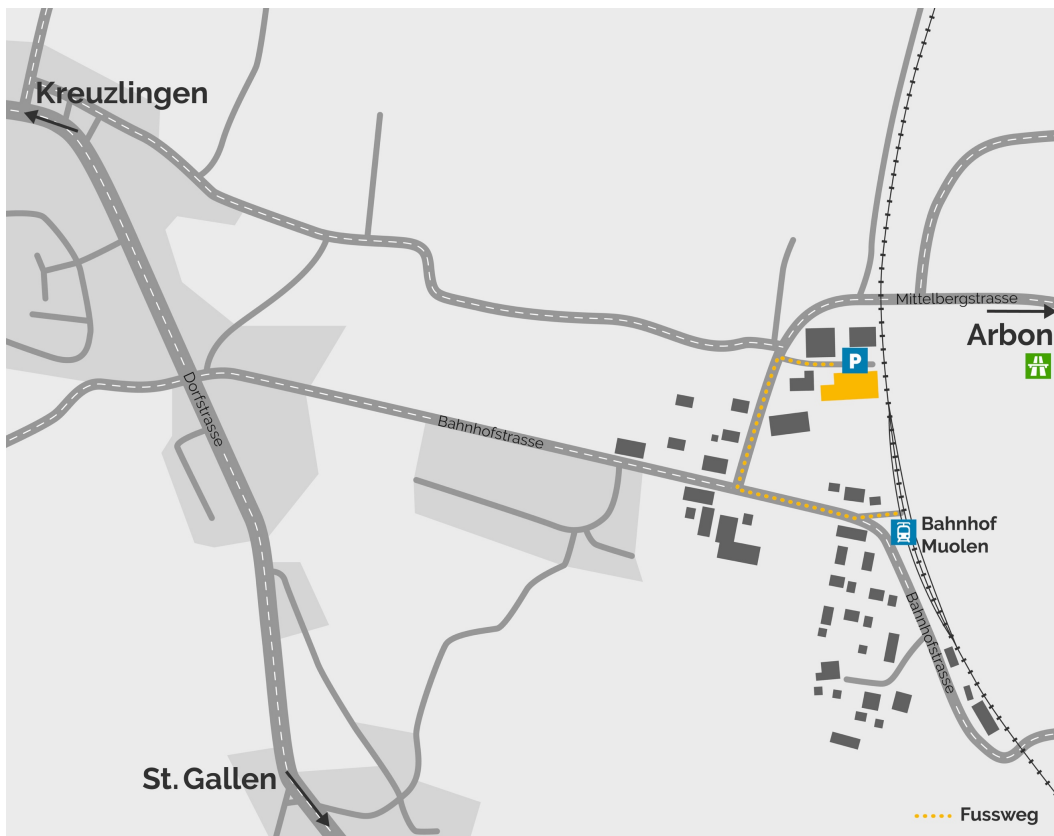 Kreuzlingen
Mittelbergstrasse
Arbon
P
Dorfstrasse
Bahnhofstrasse
Bahnhof
Muolen
Bahnhofstrasse
St. Gallen
Fussweg